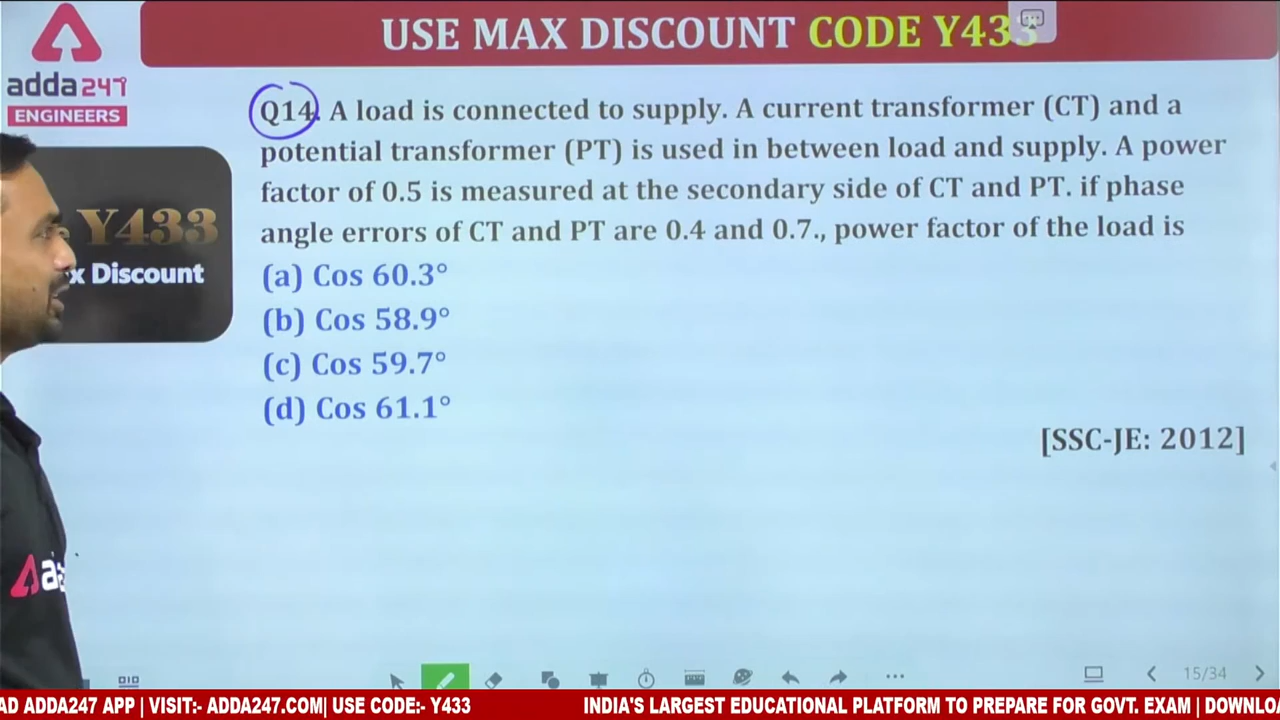 USE MAX DISCOUNT CODE Y433
adda247
ENGINEERS
Y433
x Discount
Q14. A load is connected to supply. A current transformer (CT) and a
potential transformer (PT) is used in between load and supply. A power
factor of 0.5 is measured at the secondary side of CT and PT. if phase
angle errors of CT and PT are 0.4 and 0.7., power factor of the load is
(a) Cos 60.3°
(b) Cos 58.9°
(c) Cos 59.7°
(d) Cos 61.1°
[SSC-JE: 2012]
15/34
AD ADDA247 APP | VISIT:- ADDA247.COM| USE CODE:- Y433
INDIA'S LARGEST EDUCATIONAL PLATFORM TO PREPARE FOR GOVT. EXAM | DOWNLO